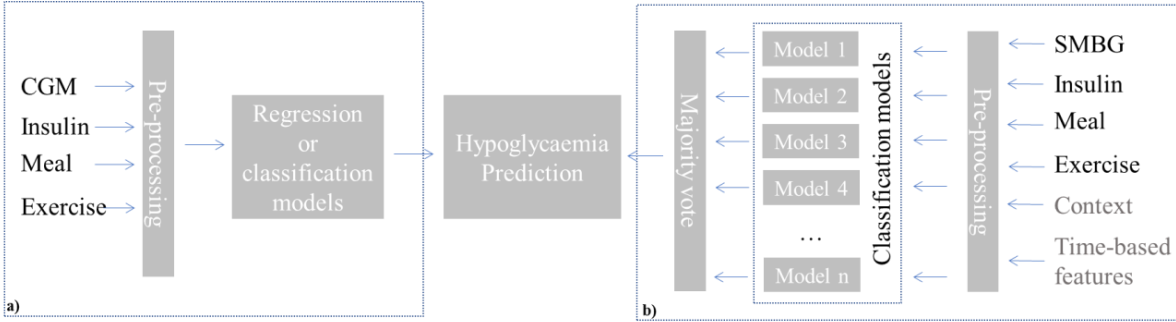 CGM
Insulin
Meal
Exercise
Pre-processing
Regression
or
classification
models
a)
Hypoglycaemia
Prediction
Majority vote
Model 1
Model 2
Model 3
Model 4
...
Model n
Classification models
Pre-processing
SMBG
Insulin
Meal
Exercise
Context
Time-based
features
b)